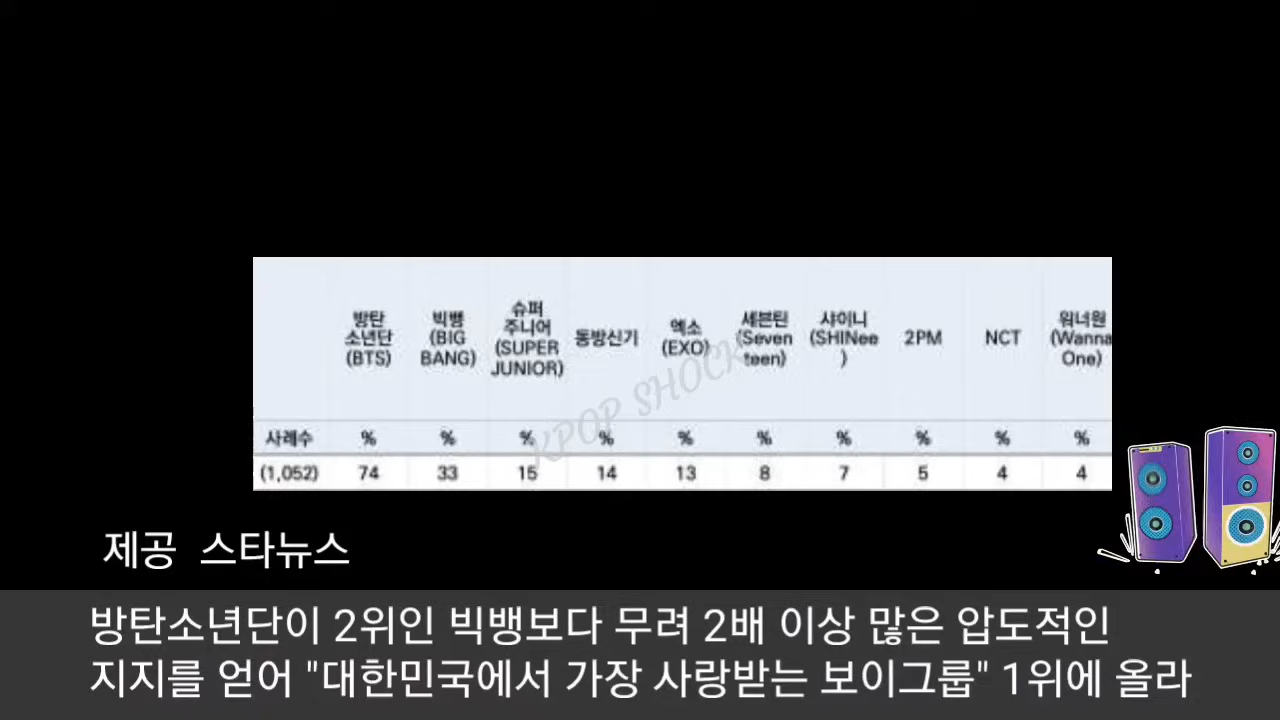 방탄
소년단
(BTS)
빅뱅
(BIG
BANG)
슈퍼
주니어
(SUPER
JUNIOR)
동방신기
엑소
(EXO)
세븐틴
(Seven
teen)
샤이니
(SHINee
)
2PM
NCT
워너원
(Wanna
One)
KPOP SHOCK
사례수 % % % % % % % % % %
(1,052) 74 33 15 14 13 8 7 5 4 4
제공 스타뉴스
방탄소년단이 2위인 빅뱅보다 무려 2배 이상 많은 압도적인
지지를 얻어 "대한민국에서 가장 사랑받는 보이그룹" 1위에 올라